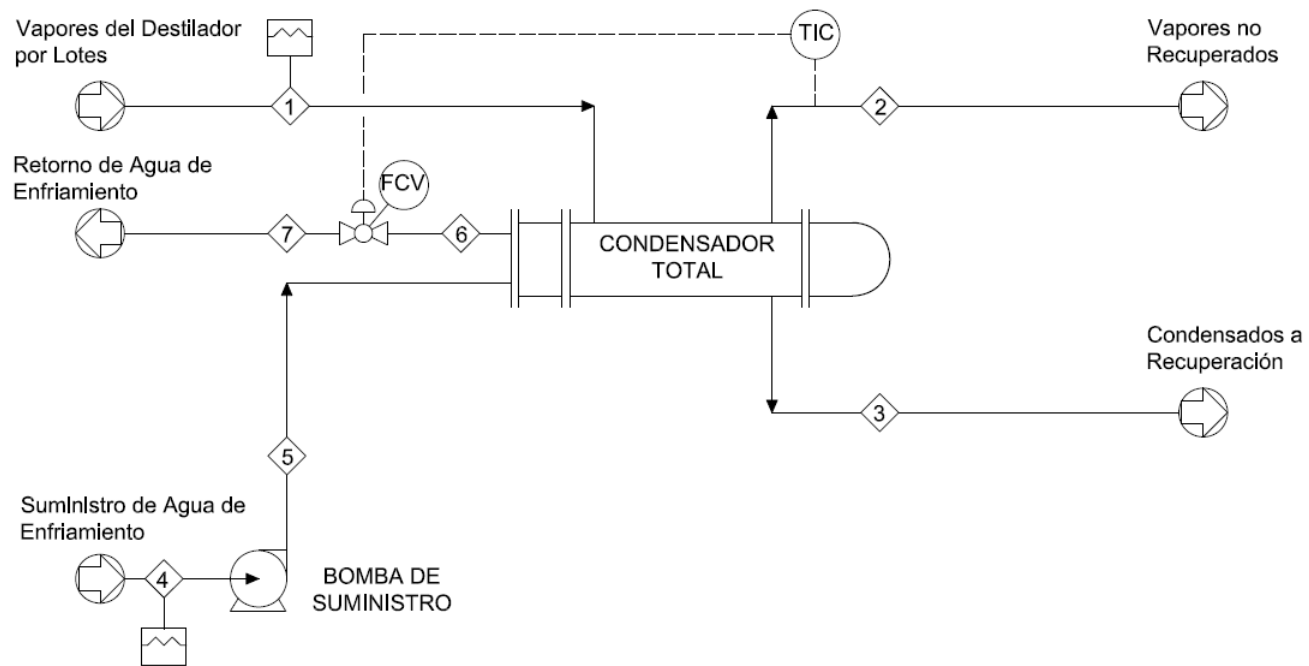 Vapores del Destilador
por Lotes
TIC
Vapores no
Recuperados
1
2
Retorno de Agua de
Enfriamiento
FCV
7
6
CONDENSADOR
TOTAL
Condensados a
Recuperación
3
5
Suministro de Agua de
Enfriamiento
4
BOMBA DE
SUMINISTRO